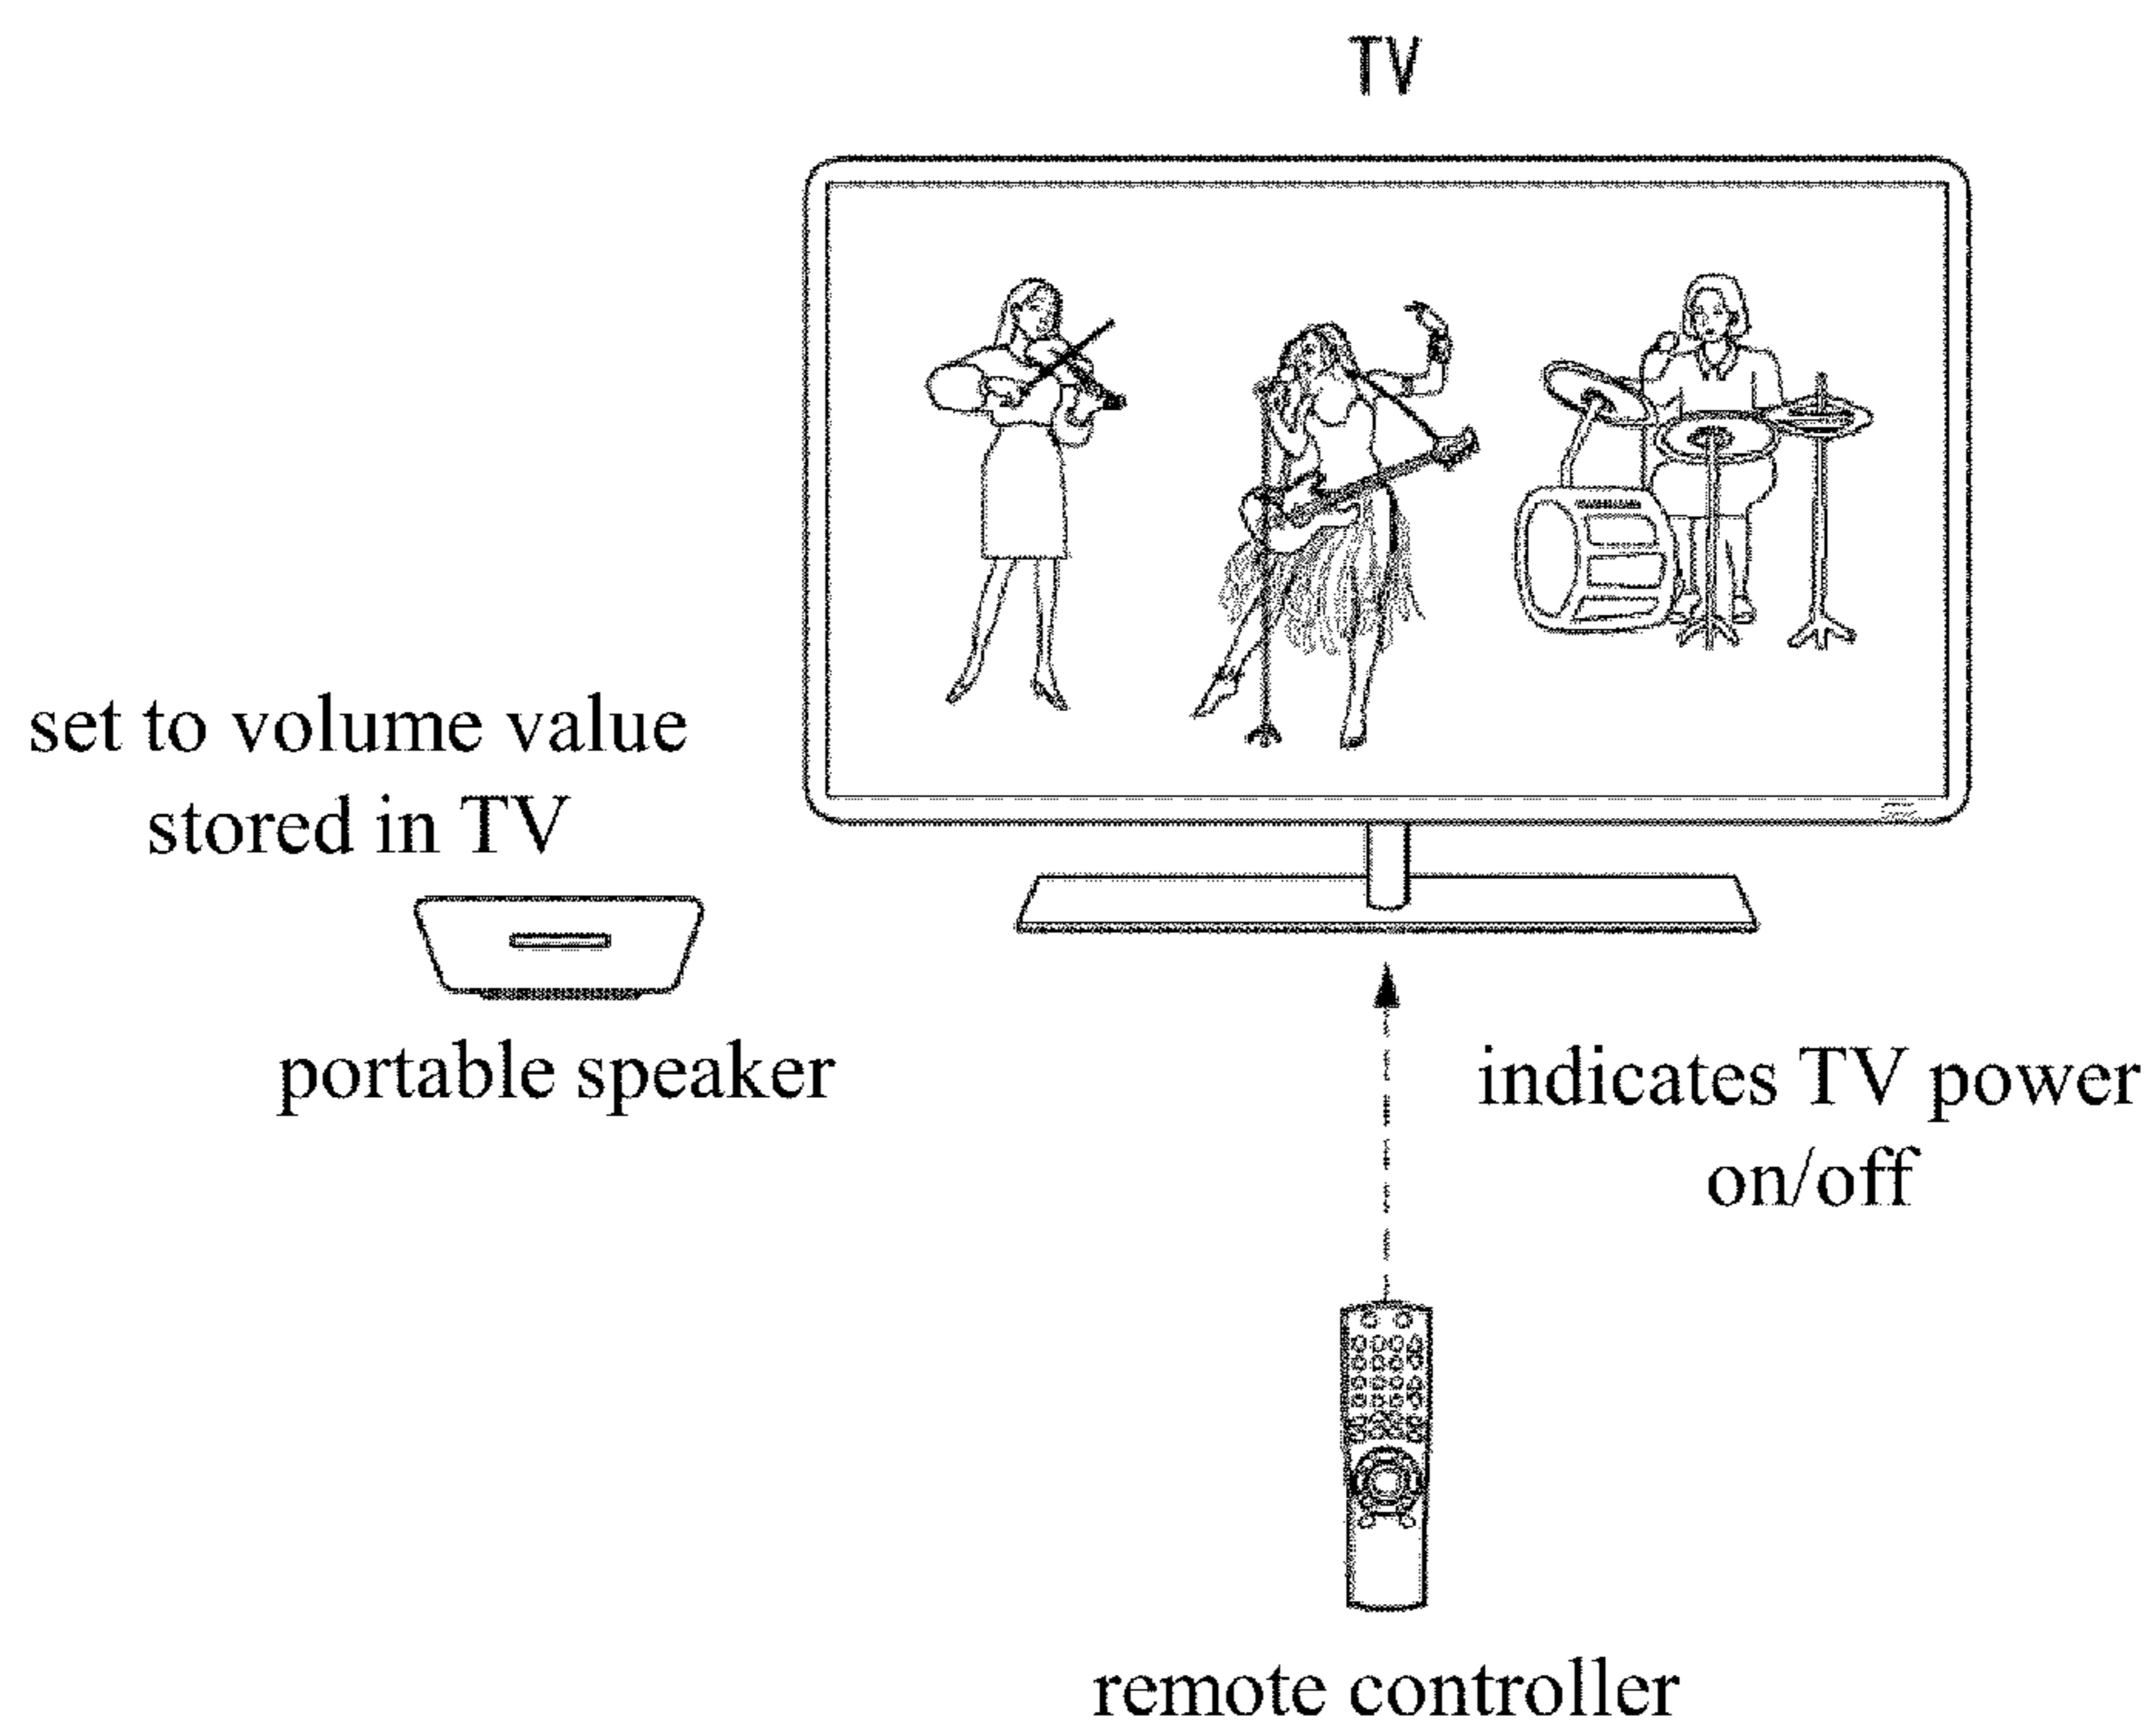 TV
set to volume value
stored in TV
portable speaker
indicates TV power
on/off
remote controller